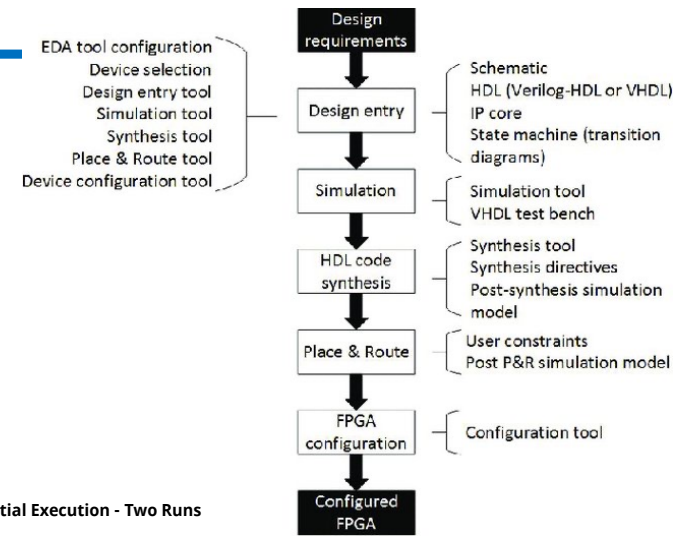 Design
requirements
EDA tool configuration
Device selection
Design entry tool
Simulation tool
Synthesis tool
Place & Route tool
Device configuration tool
Design entry
Schematic
HDL (Verilog-HDL or VHDL)
IP core
State machine (transition
diagrams)
Simulation
Simulation tool
VHDL test bench
HDL code
synthesis
Synthesis tool
Synthesis directives
Post-synthesis simulation
model
Place & Route
User constraints
Post P&R simulation model
FPGA
configuration
Configuration tool
Configured
FPGA
tial Execution - Two Runs